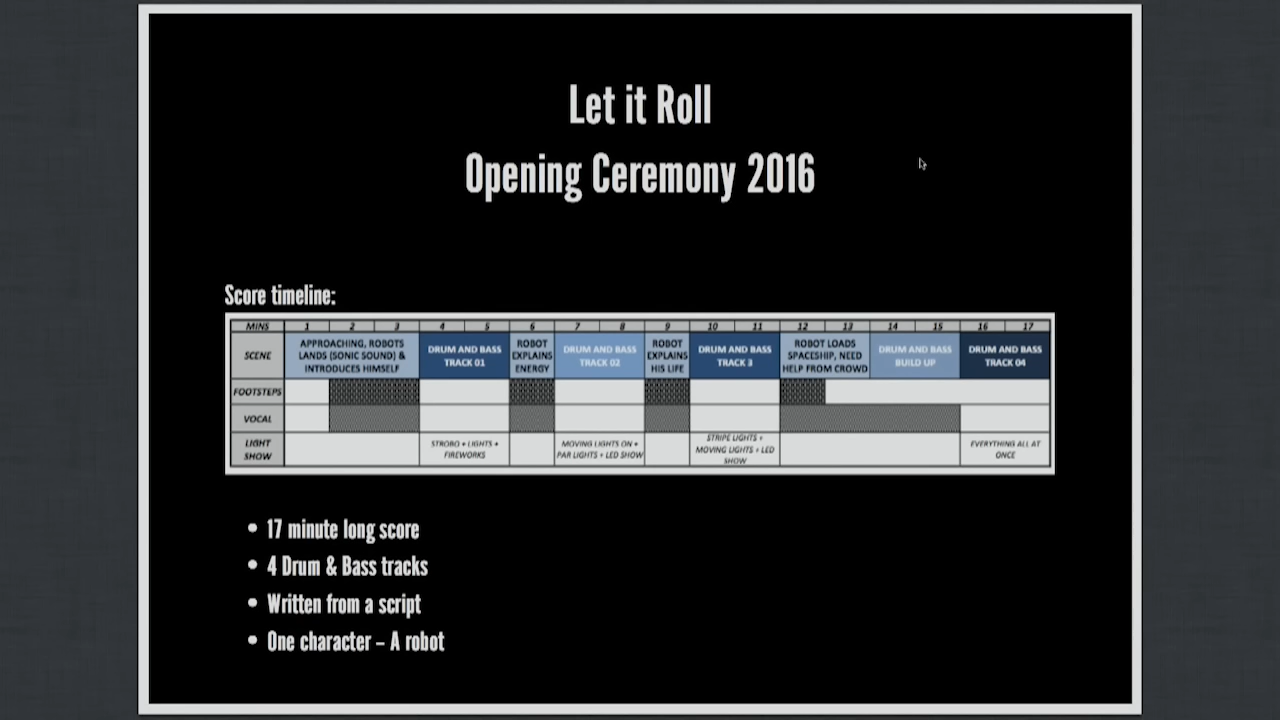 Let it Roll
Opening Ceremony 2016
Score timeline:
MINS 1 2 3 4 5 6 7 8 9 10 11 12 13 14 15 16 17
SCENE
APPROACHING, ROBOTS
LANDS (SONIC SOUND) &
INTRODUCES HIMSELF
DRUM AND BASS
TRACK 01
ROBOT
EXPLAINS
ENERGY
DRUM AND BASS
TRACK 02
ROBOT
EXPLAINS
HIS LIFE
DRUM AND BASS
TRACK 3
ROBOT LOADS
SPACESHIP, NEED
HELP FROM CROWD
DRUM AND BASS
BUILD UP
DRUM AND BASS
TRACK 04
FOOTSTEPS
VOCAL
LIGHT
SHOW
STROBO + LIGHTS +
FIREWORKS
MOVING LIGHTS ON +
PAR LIGHTS + LED SHOW
STRIPE LIGHTS +
MOVING LIGHTS + LED
SHOW
EVERYTHING ALL AT
ONCE
• 17 minute long score
• 4 Drum & Bass tracks
• Written from a script
• One character – A robot